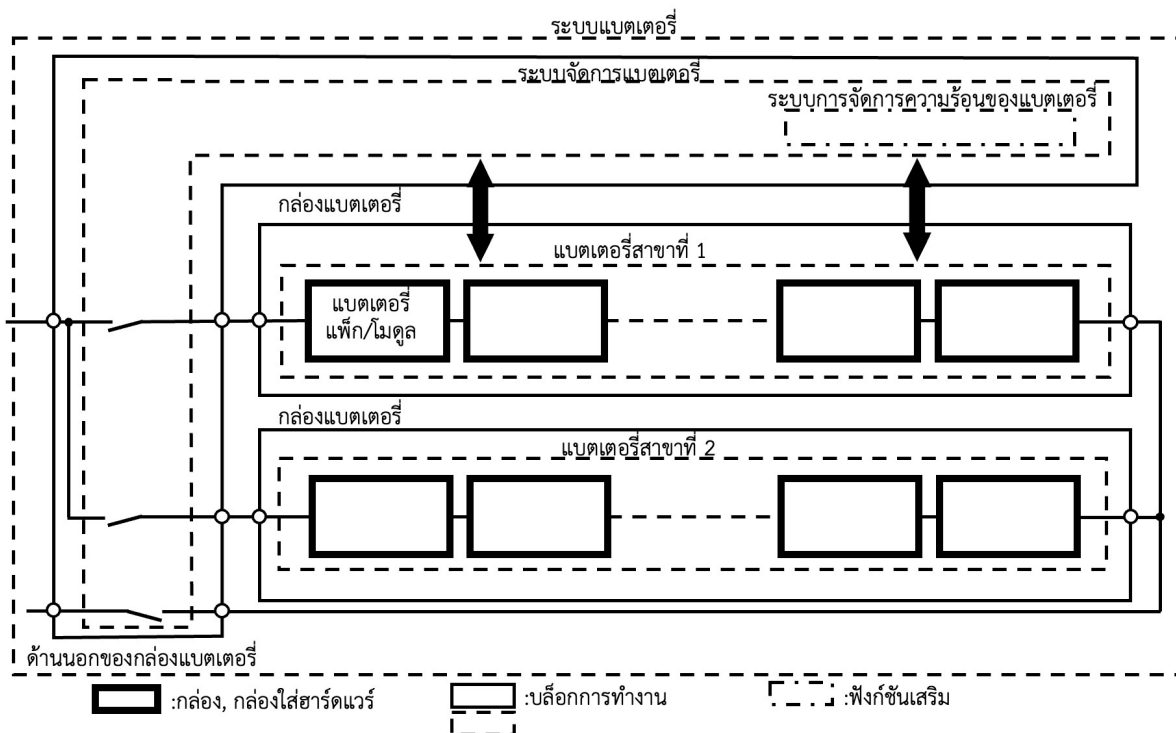 ระบบแบตเตอรี่
ระบบจัดการแบตเตอรี่
ระบบการจัดการความร้อนของแบตเตอรี่
กล่องแบตเตอรี่
แบตเตอรี่สาขาที่ 1
แบตเตอรี่
แพ็ก/โมดูล
กล่องแบตเตอรี่
แบตเตอรี่สาขาที่ 2
ด้านนอกของกล่องแบตเตอรี่
:กล่อง, กล่องใส่ฮาร์ดแวร์
:บล็อกการทำงาน
:ฟังก์ชันเสริม